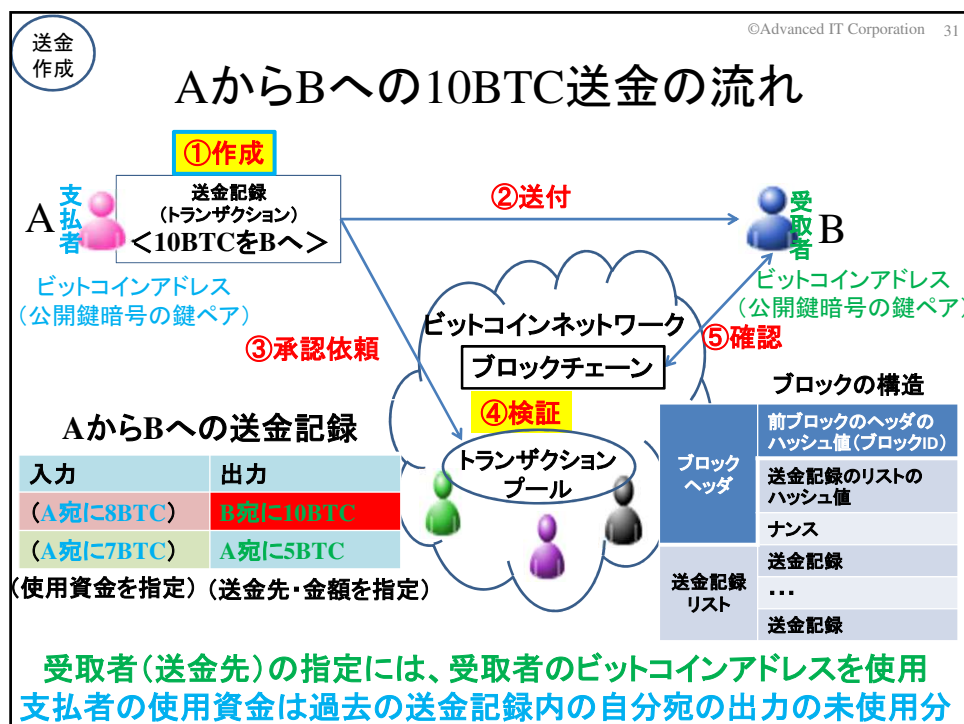 ©Advanced IT Corporation 31
送金
作成
AからBへの10BTC送金の流れ
①作成
A
支払者
送金記録
(トランザクション)
＜10BTCをBへ＞
②送付
受取者
B
ビットコインアドレス
(公開鍵暗号の鍵ペア)
ビットコインアドレス
(公開鍵暗号の鍵ペア)
③承認依頼
ビットコインネットワーク
ブロックチェーン
⑤確認
④検証
トランザクション
プール
AからBへの送金記録
入力 出力
(A宛に8BTC) B宛に10BTC
(A宛に7BTC) A宛に5BTC
(使用資金を指定) (送金先・金額を指定)
ブロックの構造
ブロック
ヘッダ
前ブロックのヘッダの
ハッシュ値(ブロックID)
送金記録のリストの
ハッシュ値
ナンス
送金記録
リスト
送金記録
・・・
送金記録
受取者(送金先)の指定には、受取者のビットコインアドレスを使用
支払者の使用資金は過去の送金記録内の自分宛の出力の未使用分